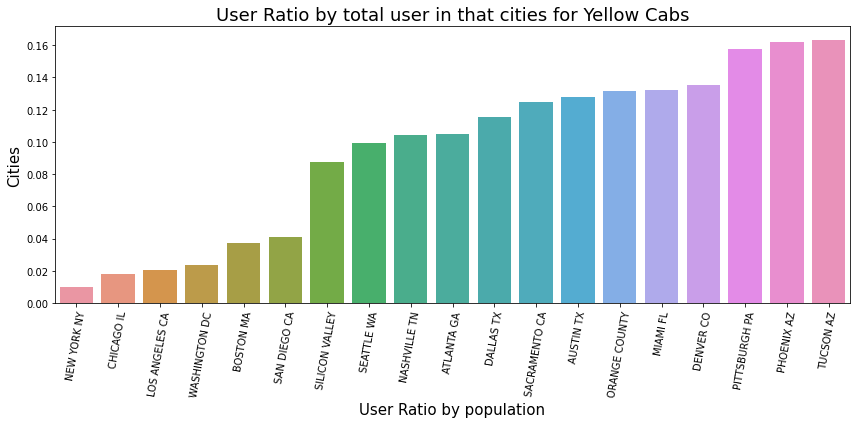 User Ratio by total user in that cities for Yellow Cabs
Cities
0.16
0.14
0.12
0.10
0.08
0.06
0.04
0.02
0.00
NEW YORK NY
CHICAGO IL
LOS ANGELES CA
WASHINGTON DC
BOSTON MA
SAN DIEGO CA
SILICON VALLEY
SEATTLE WA
NASHVILLE TN
ATLANTA GA
DALLAS TX
SACRAMENTO CA
AUSTIN TX
ORANGE COUNTY
MIAMI FL
DENVER CO
PITTSBURGH PA
PHOENIX AZ
TUCSON AZ
User Ratio by population